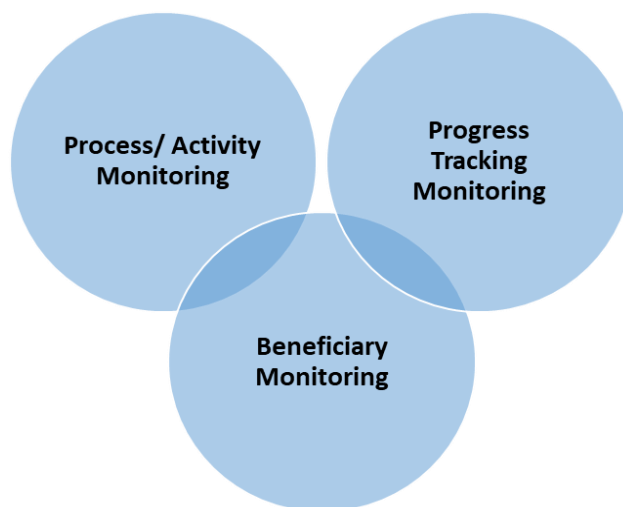 Process/ Activity
Monitoring
Progress
Tracking
Monitoring
Beneficiary
Monitoring